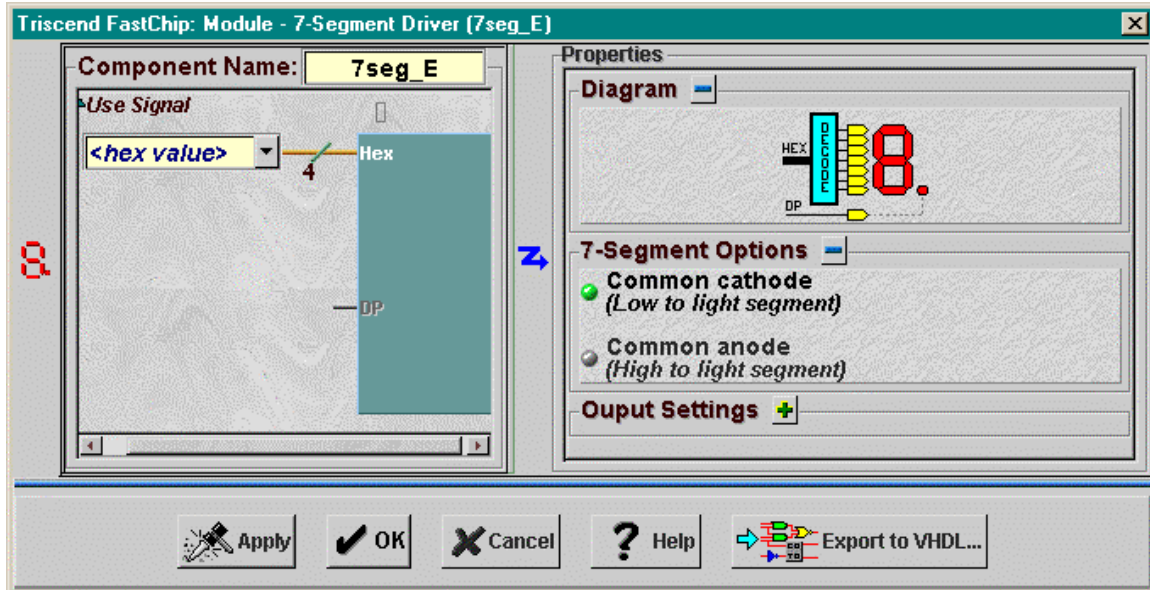 Triscend FastChip: Module - 7-Segment Driver (7seg_E)
Component Name: 7seg_E
Use Signal
<hex value>
4
Hex
DP
Properties
Diagram
HEX
DECODE
8.
DP
7-Segment Options
Common cathode
(Low to light segment)
Common anode
(High to light segment)
Ouput Settings
Apply
OK
Cancel
? Help
Export to VHDL...